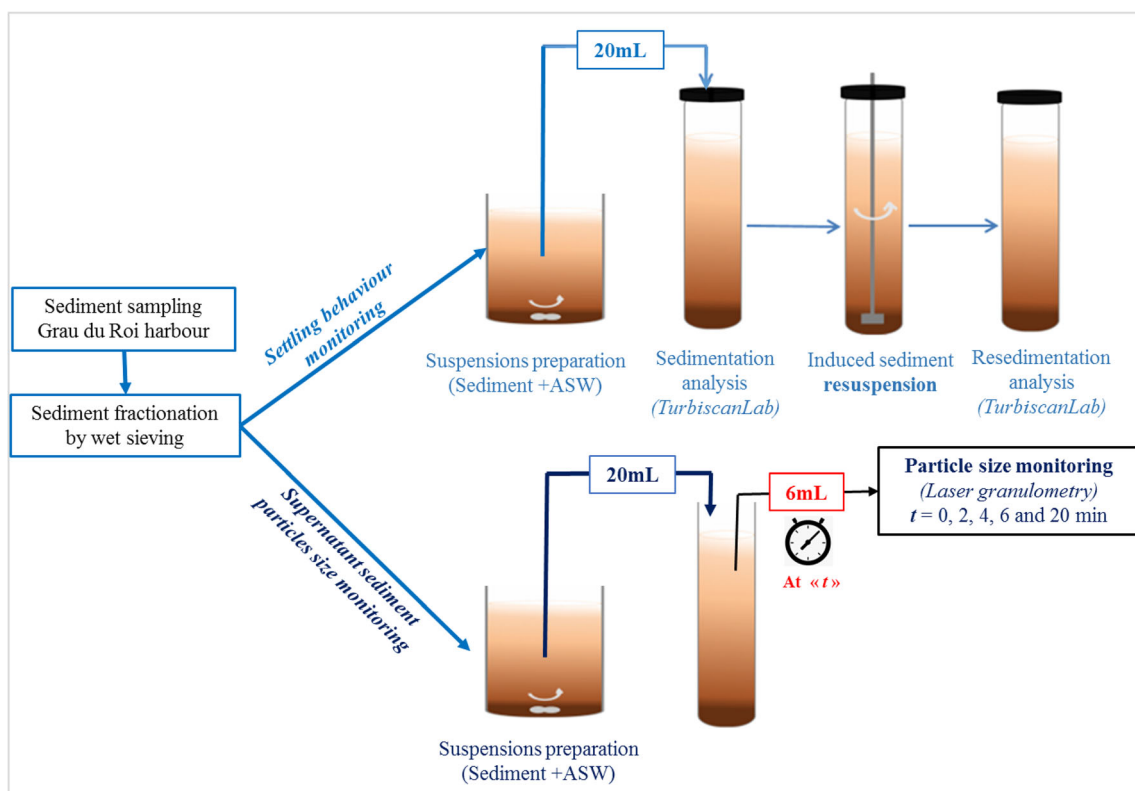 20mL
Sediment sampling
Grau du Roi harbour
Sediment fractionation
by wet sieving
Settling behaviour
monitoring
Suspensions preparation
(Sediment +ASW)
Sedimentation
analysis
(TurbiscanLab)
Induced sediment
resuspension
Resedimentation
analysis
(TurbiscanLab)
Supernatant sediment
particles size monitoring
20mL
6mL
At « t »
Particle size monitoring
(Laser granulometry)
t = 0, 2, 4, 6 and 20 min
Suspensions preparation
(Sediment +ASW)